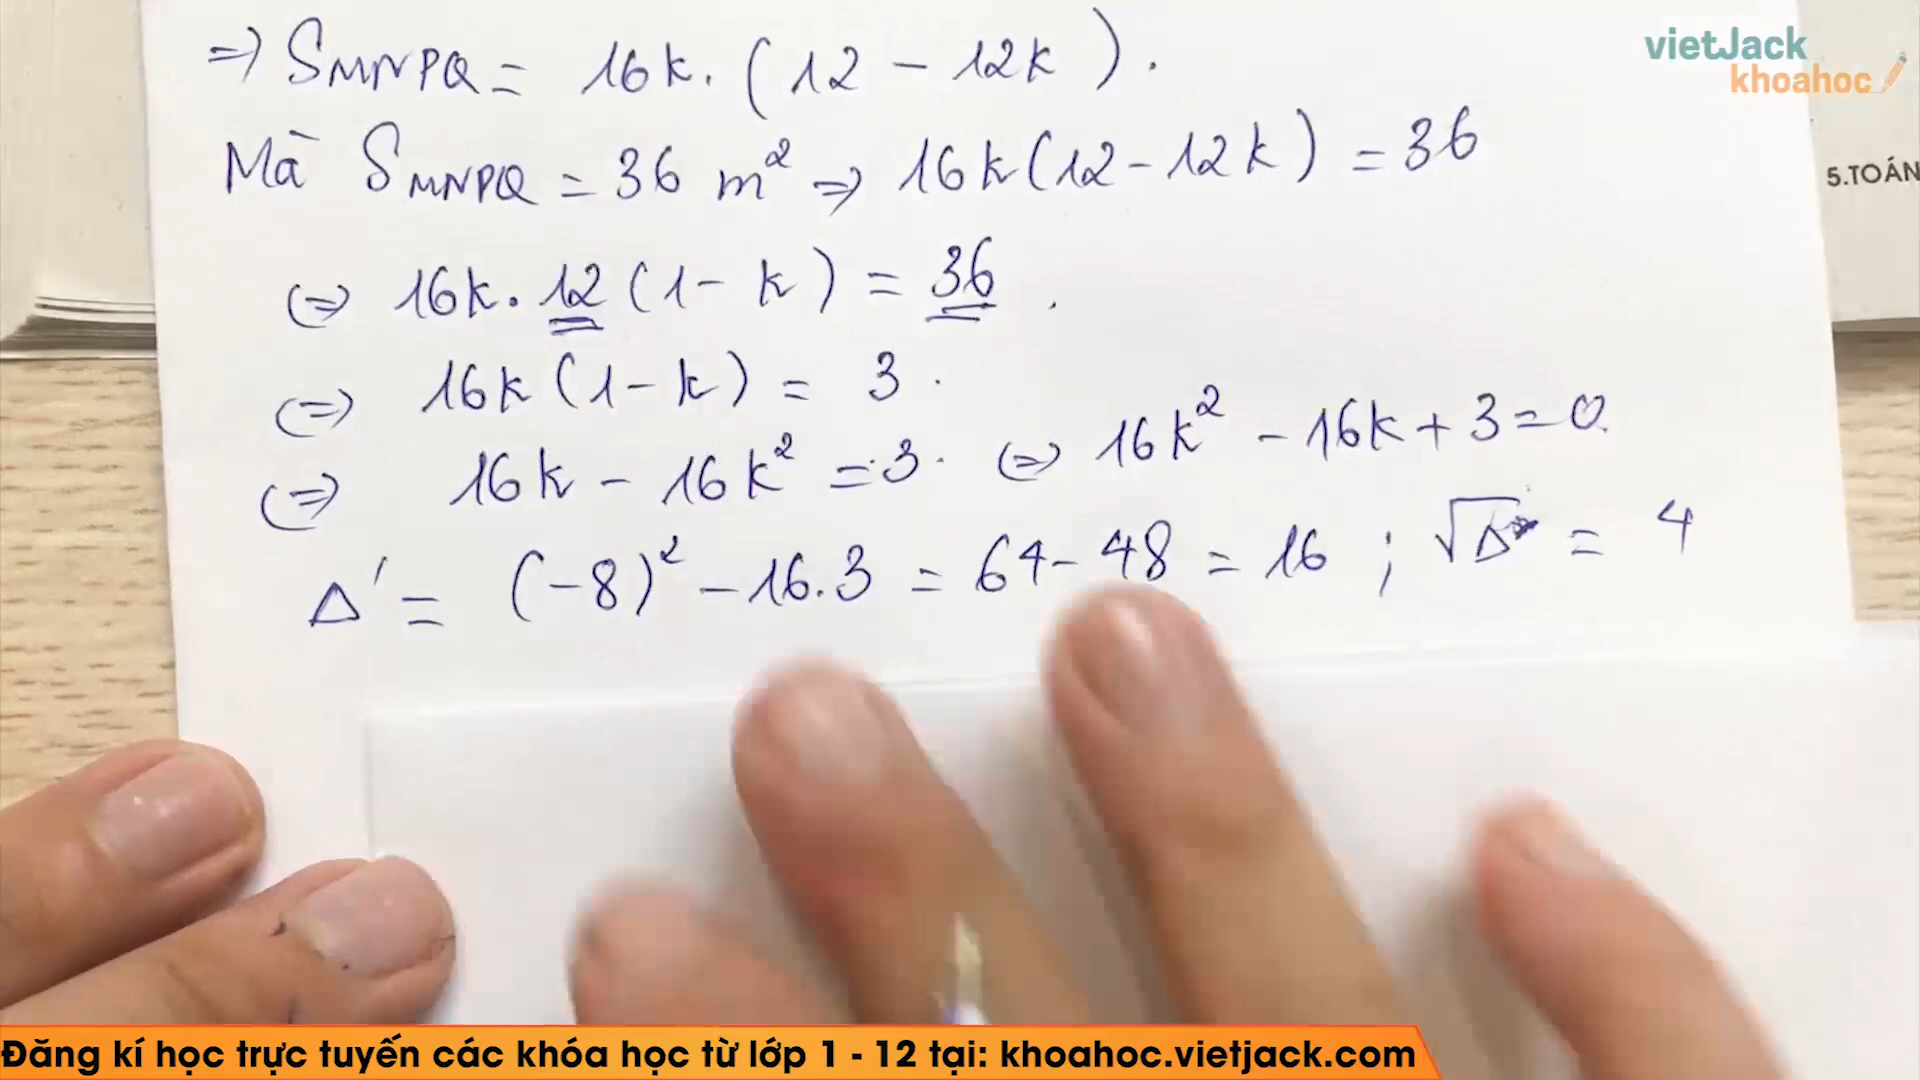 ⇒ S_MNPQ = 16k. (12 - 12k).
vietJack
khoahoc
Mà S_MNPQ = 36 m² ⇒ 16k(12-12k) = 36
5.TOÁN
⇔ 16k. 12 (1- k) = 36.
⇔ 16k (1- k) = 3.
⇔ 16k - 16k² = 3. ⇔ 16k² - 16k + 3 = 0.
Δ' = (-8)² - 16.3 = 64 - 48 = 16 ; √Δ' = 4
Đăng kí học trực tuyến các khóa học từ lớp 1 - 12 tại: khoahoc.vietjack.com